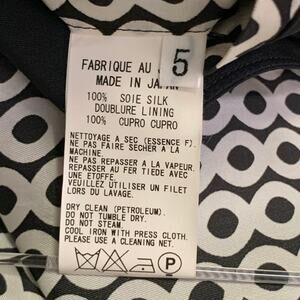 5
FABRIQUE AU
MADE IN JAPAN
100% SOIE SILK
DOUBLURE LINING
100% CUPRO CUPRO
NETTOYAGE A SEC (ESSENCE F).
NE PAS FAIRE SÉCHER A LA
MACHINE.
NE PAS REPASSER A LA VAPEUR.
REPASSER AU FER TIEDE AVEC
UNE ETOFFE.
VEUILLEZ UTILISER UN FILET
LORS DU LAVAGE.
DRY CLEAN (PETROLEUM).
DO NOT TUMBLE DRY.
DO NOT STEAM.
COOL IRON WITH PRESS CLOTH.
PLEASE USE A CLEANING NET.
P